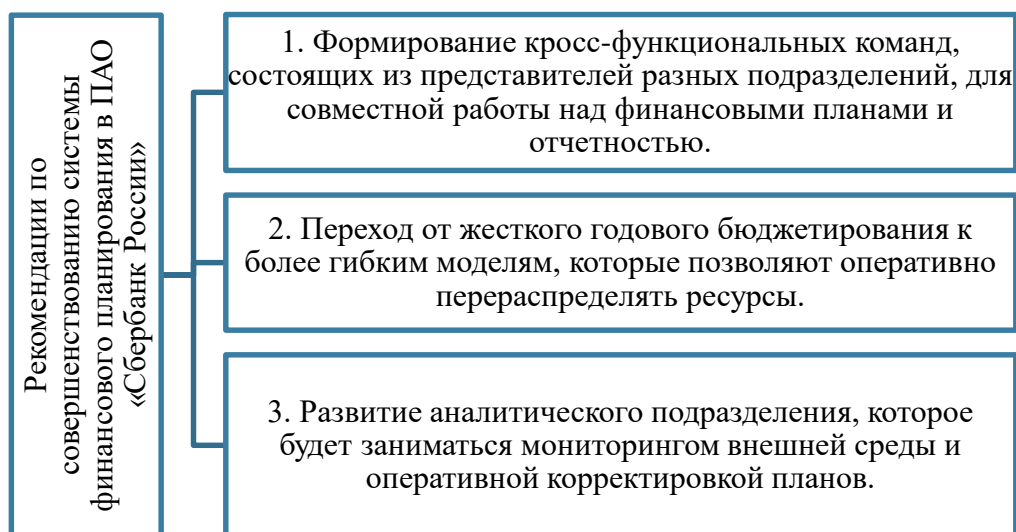 Рекомендации по
совершенствованию системы
финансового планирования в ПАО
«Сбербанк России»
1. Формирование кросс-функциональных команд,
состоящих из представителей разных подразделений, для
совместной работы над финансовыми планами и
отчетностью.
2. Переход от жесткого годового бюджетирования к
более гибким моделям, которые позволяют оперативно
перераспределять ресурсы.
3. Развитие аналитического подразделения, которое
будет заниматься мониторингом внешней среды и
оперативной корректировкой планов.